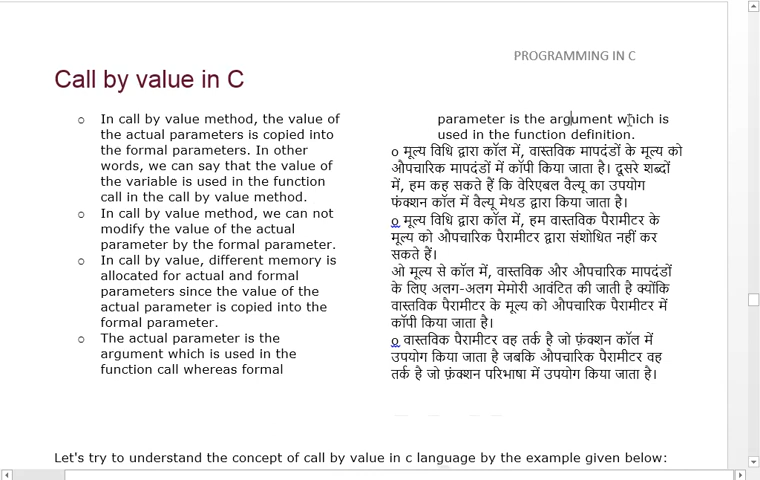 PROGRAMMING IN C
Call by value in C
o In call by value method, the value of
the actual parameters is copied into
the formal parameters. In other
words, we can say that the value of
the variable is used in the function
call in the call by value method.
o In call by value method, we can not
modify the value of the actual
parameter by the formal parameter.
o In call by value, different memory is
allocated for actual and formal
parameters since the value of the
actual parameter is copied into the
formal parameter.
o The actual parameter is the
argument which is used in the
function call whereas formal
parameter is the argument which is
used in the function definition.
o मूल्य विधि द्वारा कॉल में, वास्तविक मापदंडों के मूल्य को
औपचारिक मापदंडों में कॉपी किया जाता है। दूसरे शब्दों
में, हम कह सकते हैं कि वेरिएबल वैल्यू का उपयोग
फंक्शन कॉल में वैल्यू मेथड द्वारा किया जाता है।
o मूल्य विधि द्वारा कॉल में, हम वास्तविक पैरामीटर के
मूल्य को औपचारिक पैरामीटर द्वारा संशोधित नहीं कर
सकते हैं।
ओ मूल्य से कॉल में, वास्तविक और औपचारिक मापदंडों
के लिए अलग-अलग मेमोरी आवंटित की जाती है क्योंकि
वास्तविक पैरामीटर के मूल्य को औपचारिक पैरामीटर में
कॉपी किया जाता है।
o वास्तविक पैरामीटर वह तर्क है जो फ़ंक्शन कॉल में
उपयोग किया जाता है जबकि औपचारिक पैरामीटर वह
तर्क है जो फ़ंक्शन परिभाषा में उपयोग किया जाता है।
Let's try to understand the concept of call by value in c language by the example given below: